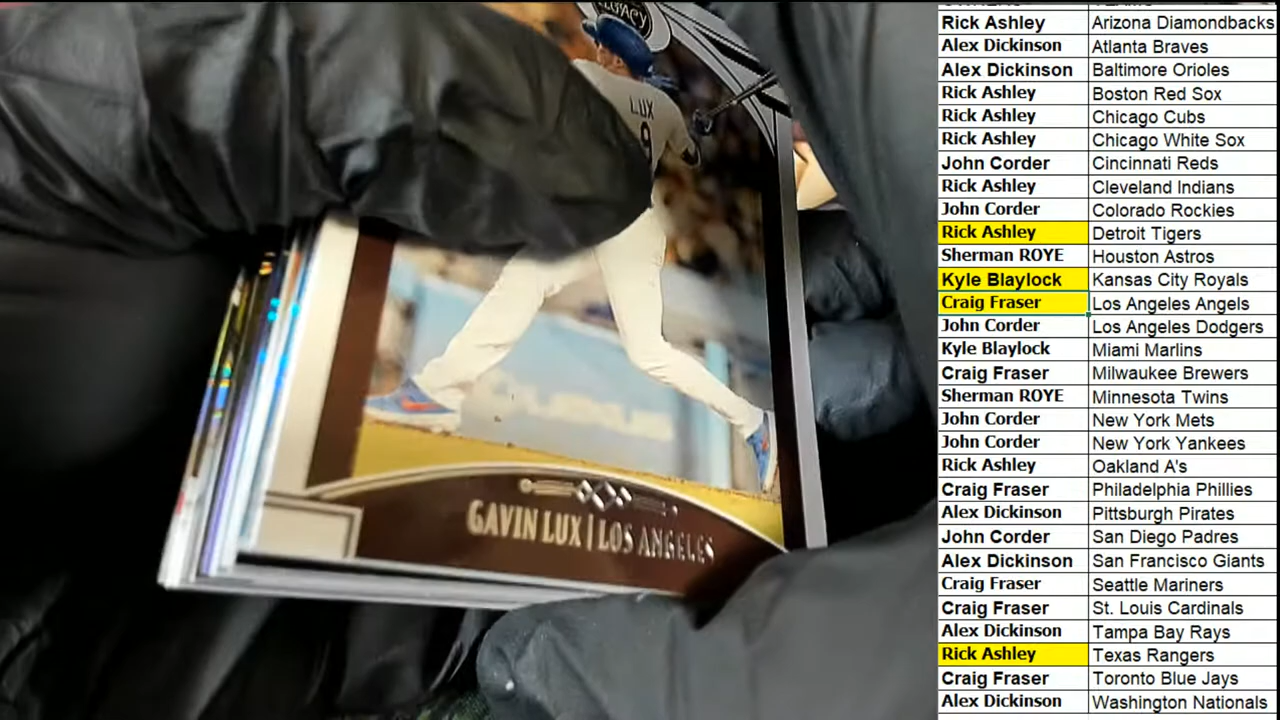 LEGACY
LUX
9
GAVIN LUX | LOS ANGELES
Rick Ashley Arizona Diamondbacks
Alex Dickinson Atlanta Braves
Alex Dickinson Baltimore Orioles
Rick Ashley Boston Red Sox
Rick Ashley Chicago Cubs
Rick Ashley Chicago White Sox
John Corder Cincinnati Reds
Rick Ashley Cleveland Indians
John Corder Colorado Rockies
Rick Ashley Detroit Tigers
Sherman ROYE Houston Astros
Kyle Blaylock Kansas City Royals
Craig Fraser Los Angeles Angels
John Corder Los Angeles Dodgers
Kyle Blaylock Miami Marlins
Craig Fraser Milwaukee Brewers
Sherman ROYE Minnesota Twins
John Corder New York Mets
John Corder New York Yankees
Rick Ashley Oakland A's
Craig Fraser Philadelphia Phillies
Alex Dickinson Pittsburgh Pirates
John Corder San Diego Padres
Alex Dickinson San Francisco Giants
Craig Fraser Seattle Mariners
Craig Fraser St. Louis Cardinals
Alex Dickinson Tampa Bay Rays
Rick Ashley Texas Rangers
Craig Fraser Toronto Blue Jays
Alex Dickinson Washington Nationals